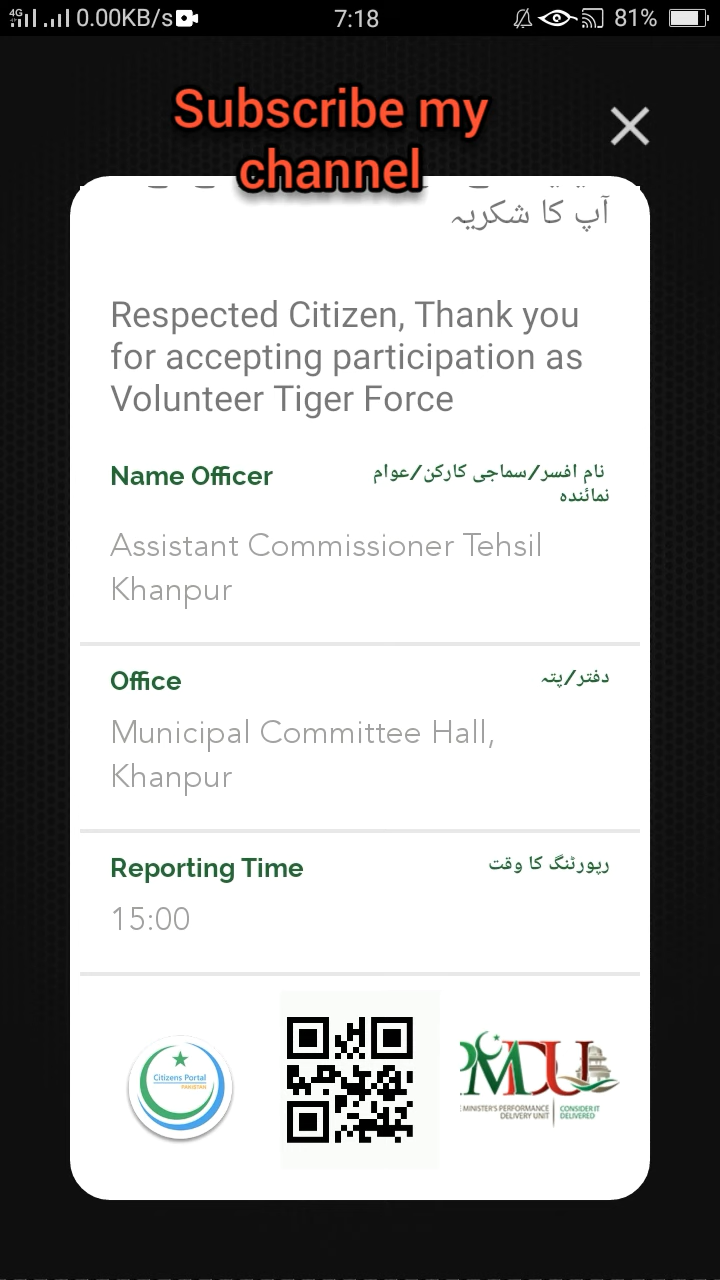 4G 0.00KB/s 7:18 81%
Subscribe my
channel
آپ کا شکریہ
Respected Citizen, Thank you
for accepting participation as
Volunteer Tiger Force
Name Officer نام افسر/سماجی کارکن/عوام
نمائندہ
Assistant Commissioner Tehsil
Khanpur
Office دفتر/پتہ
Municipal Committee Hall,
Khanpur
Reporting Time رپورٹنگ کا وقت
15:00
Citizens Portal
PAKISTAN
PMDU
MINISTER'S PERFORMANCE
DELIVERY UNIT
CONSIDER IT
DELIVERED